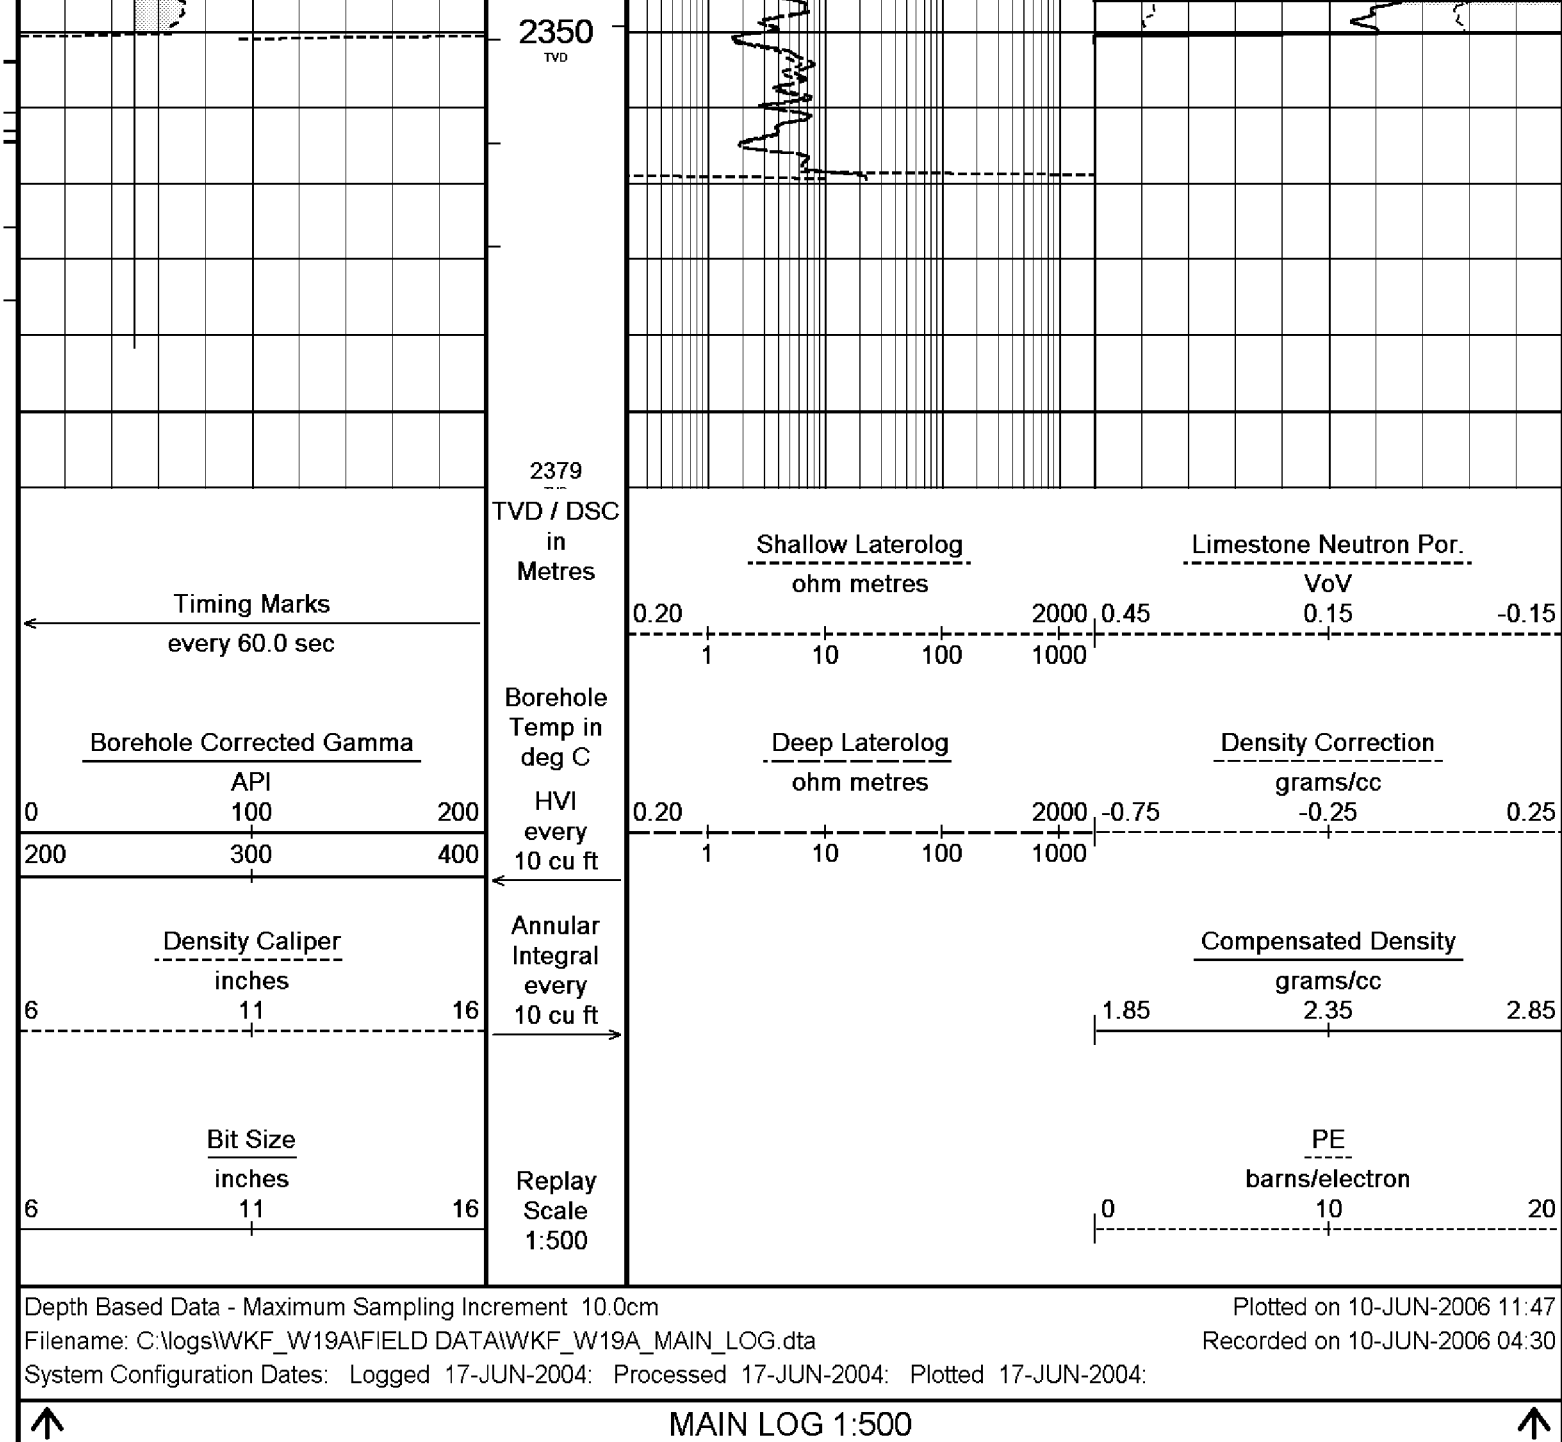 2350
TVD
2379
TVD / DSC
in
Metres
Timing Marks
every 60.0 sec
Borehole Corrected Gamma
API
0 100 200
200 300 400
Density Caliper
inches
6 11 16
Bit Size
inches
6 11 16
Borehole
Temp in
deg C
HVI
every
10 cu ft
Annular
Integral
every
10 cu ft
Replay
Scale
1:500
Shallow Laterolog
ohm metres
0.20 2000
1 10 100 1000
Deep Laterolog
ohm metres
0.20 2000
1 10 100 1000
Limestone Neutron Por.
VoV
0.45 0.15 -0.15
Density Correction
grams/cc
-0.75 -0.25 0.25
Compensated Density
grams/cc
1.85 2.35 2.85
PE
barns/electron
0 10 20
Depth Based Data - Maximum Sampling Increment 10.0cm
Plotted on 10-JUN-2006 11:47
Filename: C:\logs\WKF_W19A\FIELD DATA\WKF_W19A_MAIN_LOG.dta
Recorded on 10-JUN-2006 04:30
System Configuration Dates: Logged 17-JUN-2004: Processed 17-JUN-2004: Plotted 17-JUN-2004:
MAIN LOG 1:500